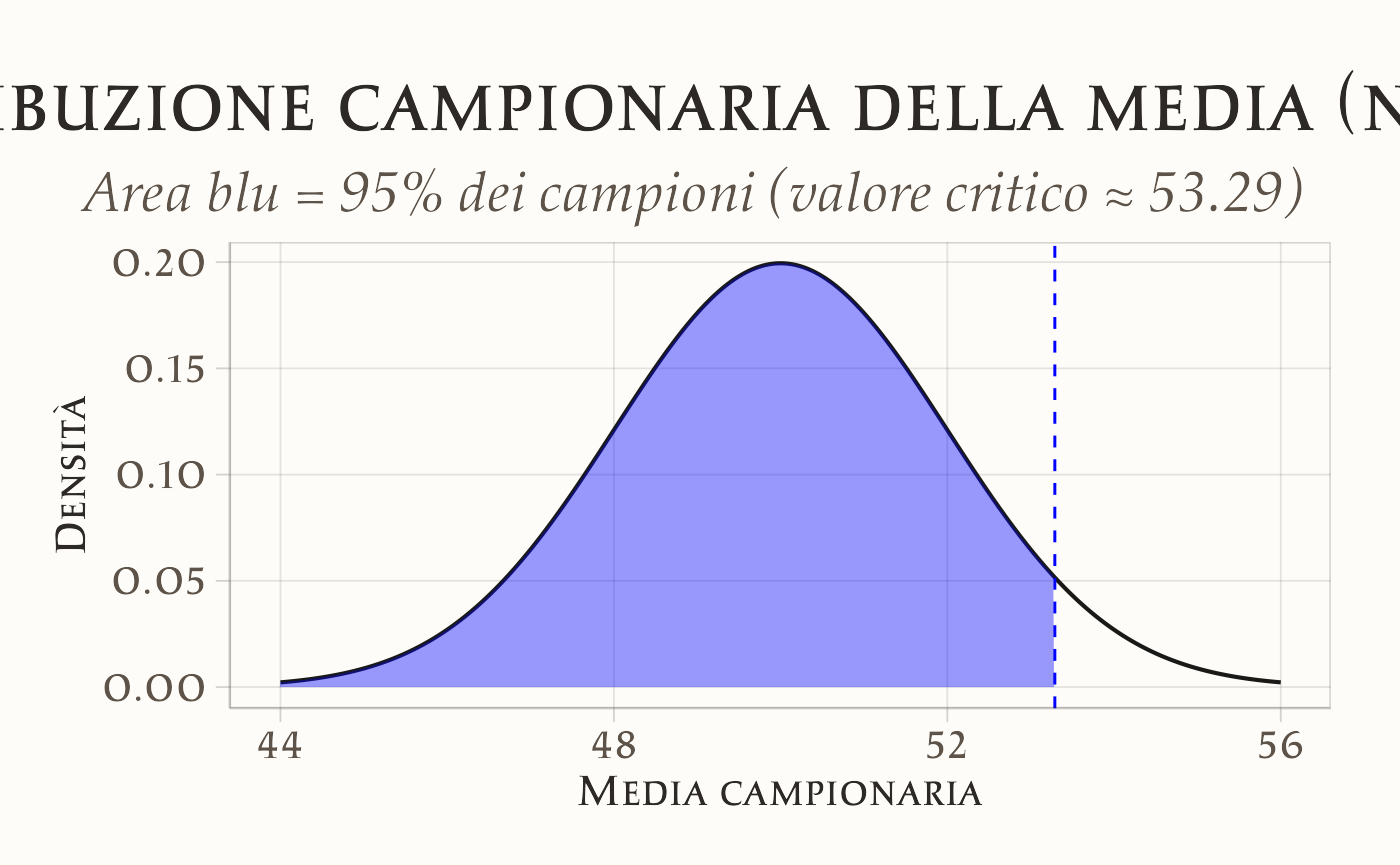 IBUZIONE CAMPIONARIA DELLA MEDIA (N
Area blu = 95% dei campioni (valore critico ≈ 53.29)
0.20
0.15
0.10
0.05
0.00
Densità
44 48 52 56
Media campionaria